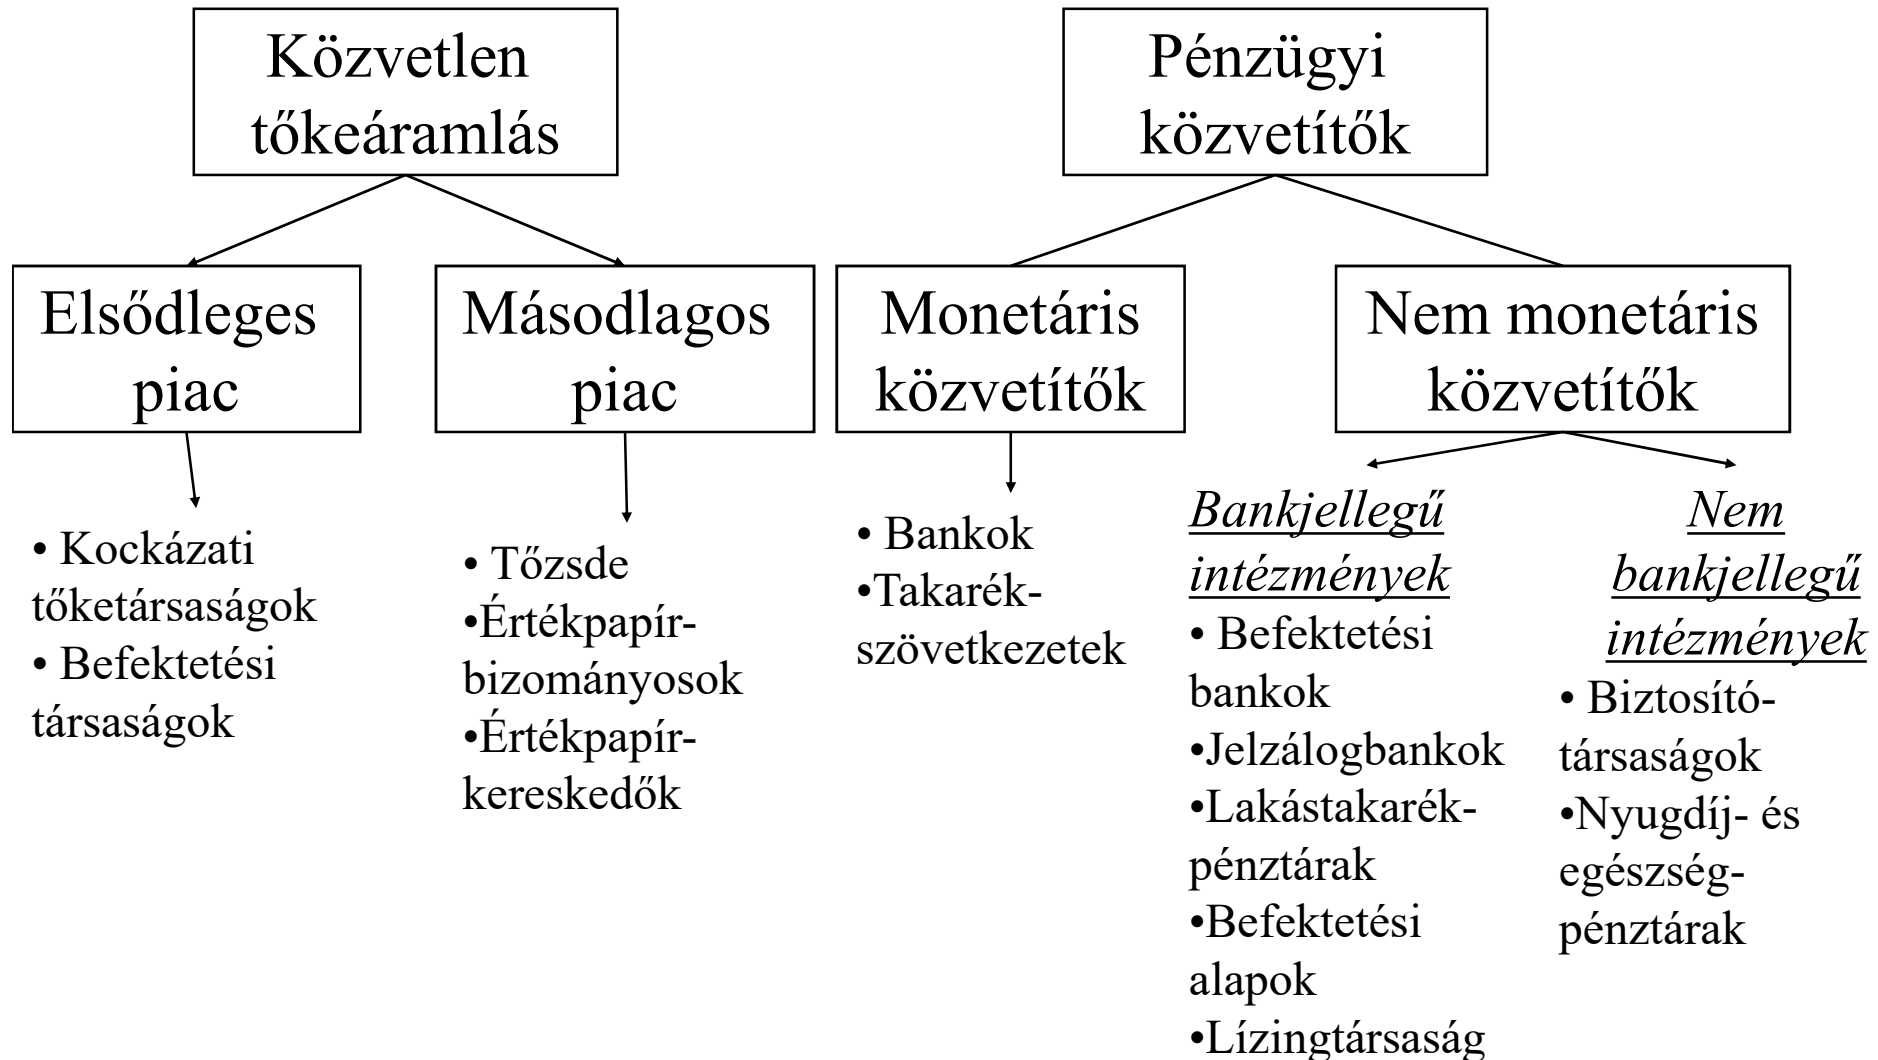 Közvetlen
tőkeáramlás
Pénzügyi
közvetítők
Elsődleges
piac
Másodlagos
piac
Monetáris
közvetítők
Nem monetáris
közvetítők
• Kockázati
tőketársaságok
• Befektetési
társaságok
• Tőzsde
•Értékpapír-
bizományosok
•Értékpapír-
kereskedők
• Bankok
•Takarék-
szövetkezetek
Bankjellegű
intézmények
• Befektetési
bankok
•Jelzálogbankok
•Lakástakarék-
pénztárak
•Befektetési
alapok
•Lízingtársaság
Nem
bankjellegű
intézmények
• Biztosító-
társaságok
•Nyugdíj- és
egészség-
pénztárak